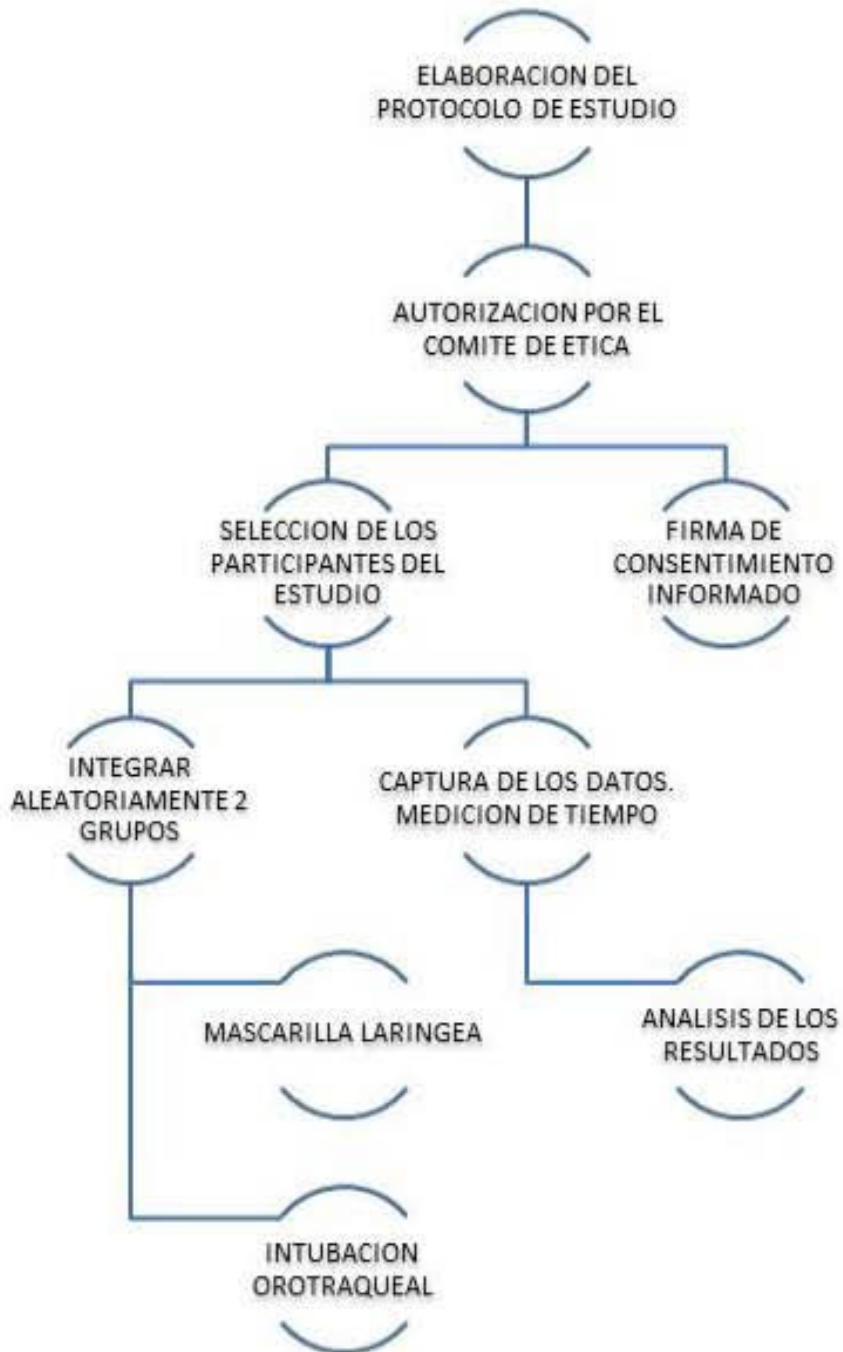 ELABORACION DEL
PROTOCOLO DE ESTUDIO
AUTORIZACION POR EL
COMITE DE ETICA
SELECCION DE LOS
PARTICIPANTES DEL
ESTUDIO
FIRMA DE
CONSENTIMIENTO
INFORMADO
INTEGRAR
ALEATORIAMENTE 2
GRUPOS
CAPTURA DE LOS DATOS.
MEDICION DE TIEMPO
MASCARILLA LARINGEA
ANALISIS DE LOS
RESULTADOS
INTUBACION
OROTRAQUEAL